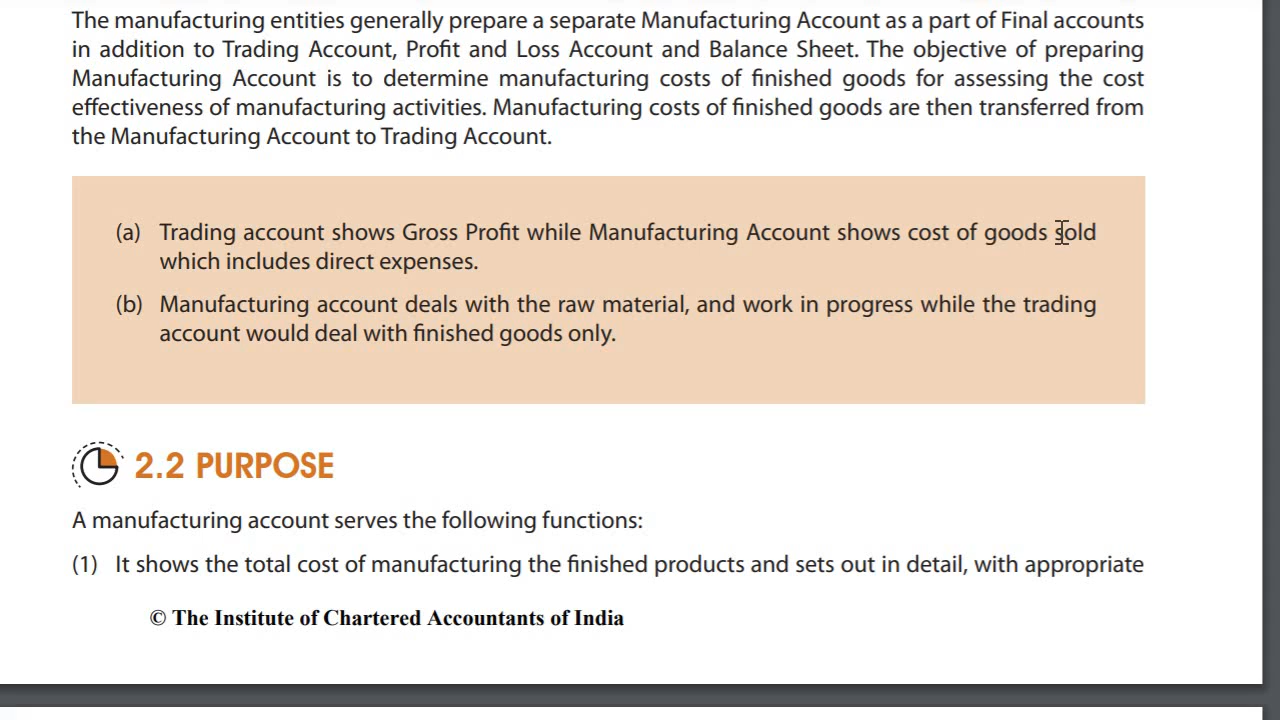 The manufacturing entities generally prepare a separate Manufacturing Account as a part of Final accounts
in addition to Trading Account, Profit and Loss Account and Balance Sheet. The objective of preparing
Manufacturing Account is to determine manufacturing costs of finished goods for assessing the cost
effectiveness of manufacturing activities. Manufacturing costs of finished goods are then transferred from
the Manufacturing Account to Trading Account.
(a) Trading account shows Gross Profit while Manufacturing Account shows cost of goods sold
which includes direct expenses.
(b) Manufacturing account deals with the raw material, and work in progress while the trading
account would deal with finished goods only.
2.2 PURPOSE
A manufacturing account serves the following functions:
(1) It shows the total cost of manufacturing the finished products and sets out in detail, with appropriate
© The Institute of Chartered Accountants of India